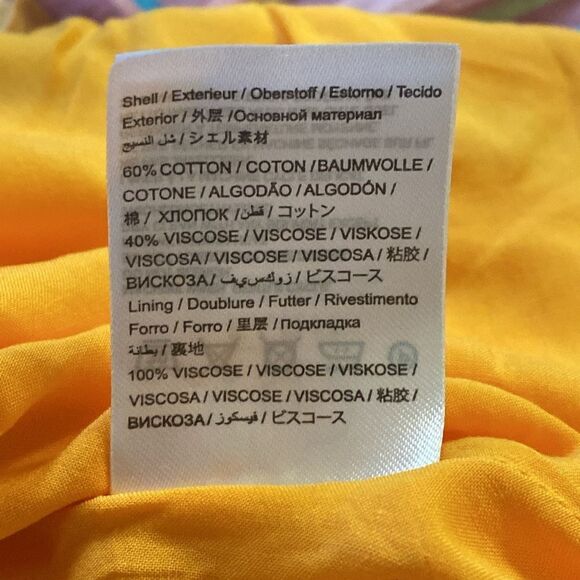 Shell / Exterieur / Oberstoff / Estorno / Tecido
Exterior / 外层 / Основной материал
شل النسيج / シェル素材
60% COTTON / COTON / BAUMWOLLE /
COTONE / ALGODÃO / ALGODÓN /
棉 / ХЛОПОК / قطن / コットン
40% VISCOSE / VISCOSE / VISKOSE /
VISCOSA / VISCOSE / VISCOSA / 粘胶 /
ВИСКОЗА / ビスコース
Lining / Doublure / Futter / Rivestimento
Forro / Forro / 里层 / Подкладка
بطانة / 裏地
100% VISCOSE / VISCOSE / VISKOSE /
VISCOSA / VISCOSA / VISCOSA / 粘胶 /
ВИСКОЗА / فيسكوز / ビスコース